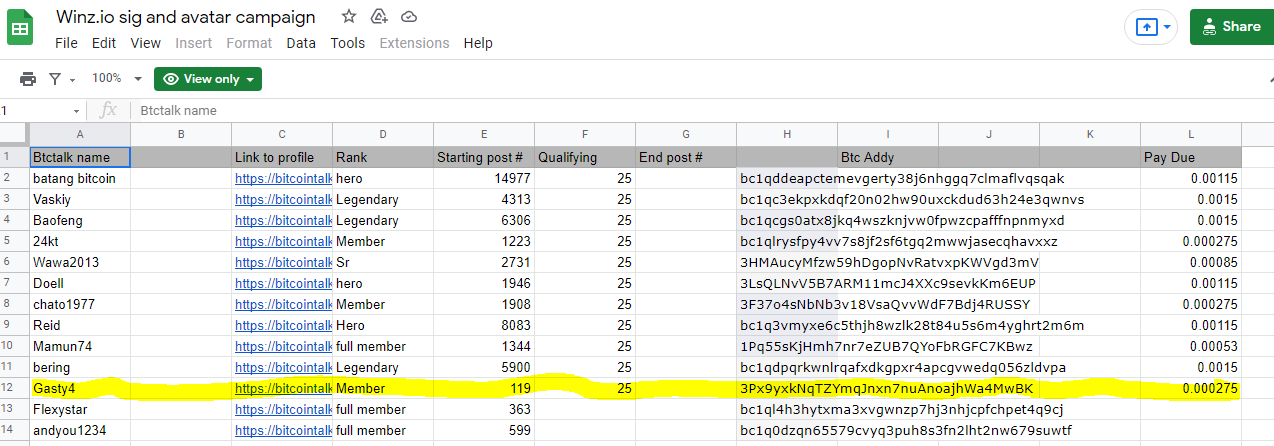 Winz.io sig and avatar campaign
File Edit View Insert Format Data Tools Extensions Help
Share
100% View only
1 fx Btctalk name
A B C D E F G H I J K L
1 Btctalk name Link to profile Rank Starting post # Qualifying End post # Btc Addy Pay Due
2 batang bitcoin https://bitcointalk hero 14977 25 bc1qddeapctemevgerty38j6nhggq7clmaflvqsqak 0.00115
3 Vaskiy https://bitcointalk Legendary 4313 25 bc1qc3ekpxkdqf20n02hw90uxckdud63h24e3qwnvs 0.0015
4 Baofeng https://bitcointalk Legendary 6306 25 bc1qcgs0atx8jkq4wszknjvw0fpwzcpafffnpnmyxd 0.0015
5 24kt https://bitcointalk Member 1223 25 bc1qlrysfpy4vv7s8jf2sf6tgq2mwwjasecqhavxxz 0.000275
6 Wawa2013 https://bitcointalk Sr 2731 25 3HMAucyMfzw59hDgopNvRatvxpKWVgd3mV 0.00085
7 Doell https://bitcointalk hero 1946 25 3LsQLNvV5B7ARM11mcJ4XXc9sevkKm6EUP 0.00115
8 chato1977 https://bitcointalk Member 1908 25 3F37o4sNbNb3v18VsaQvvWdF7Bdj4RUSSY 0.000275
9 Reid https://bitcointalk Hero 8083 25 bc1q3vmyxe6c5thjh8wzlk28t84u5s6m4yghrt2m6m 0.00115
10 Mamun74 https://bitcointalk full member 1344 25 1Pq55sKjHmh7nr7eZUB7QYoFbRGFC7KBwz 0.00053
11 bering https://bitcointalk Legendary 5900 25 bc1qdpqrkwnlrqafxdkgpxr4apcgvwedq056zldvpa 0.0015
12 Gasty4 https://bitcointalk Member 119 25 3Px9yxkNqTZYmqJnxn7nuAnoajhWa4MwBK 0.000275
13 Flexystar https://bitcointalk full member 363 bc1ql4h3hytxma3xvgwnzp7hj3nhjcpfchpet4q9cj
14 andyou1234 https://bitcointalk full member 599 bc1q0dzqn65579cvyq3puh8s3fn2lht2nw679suwtf